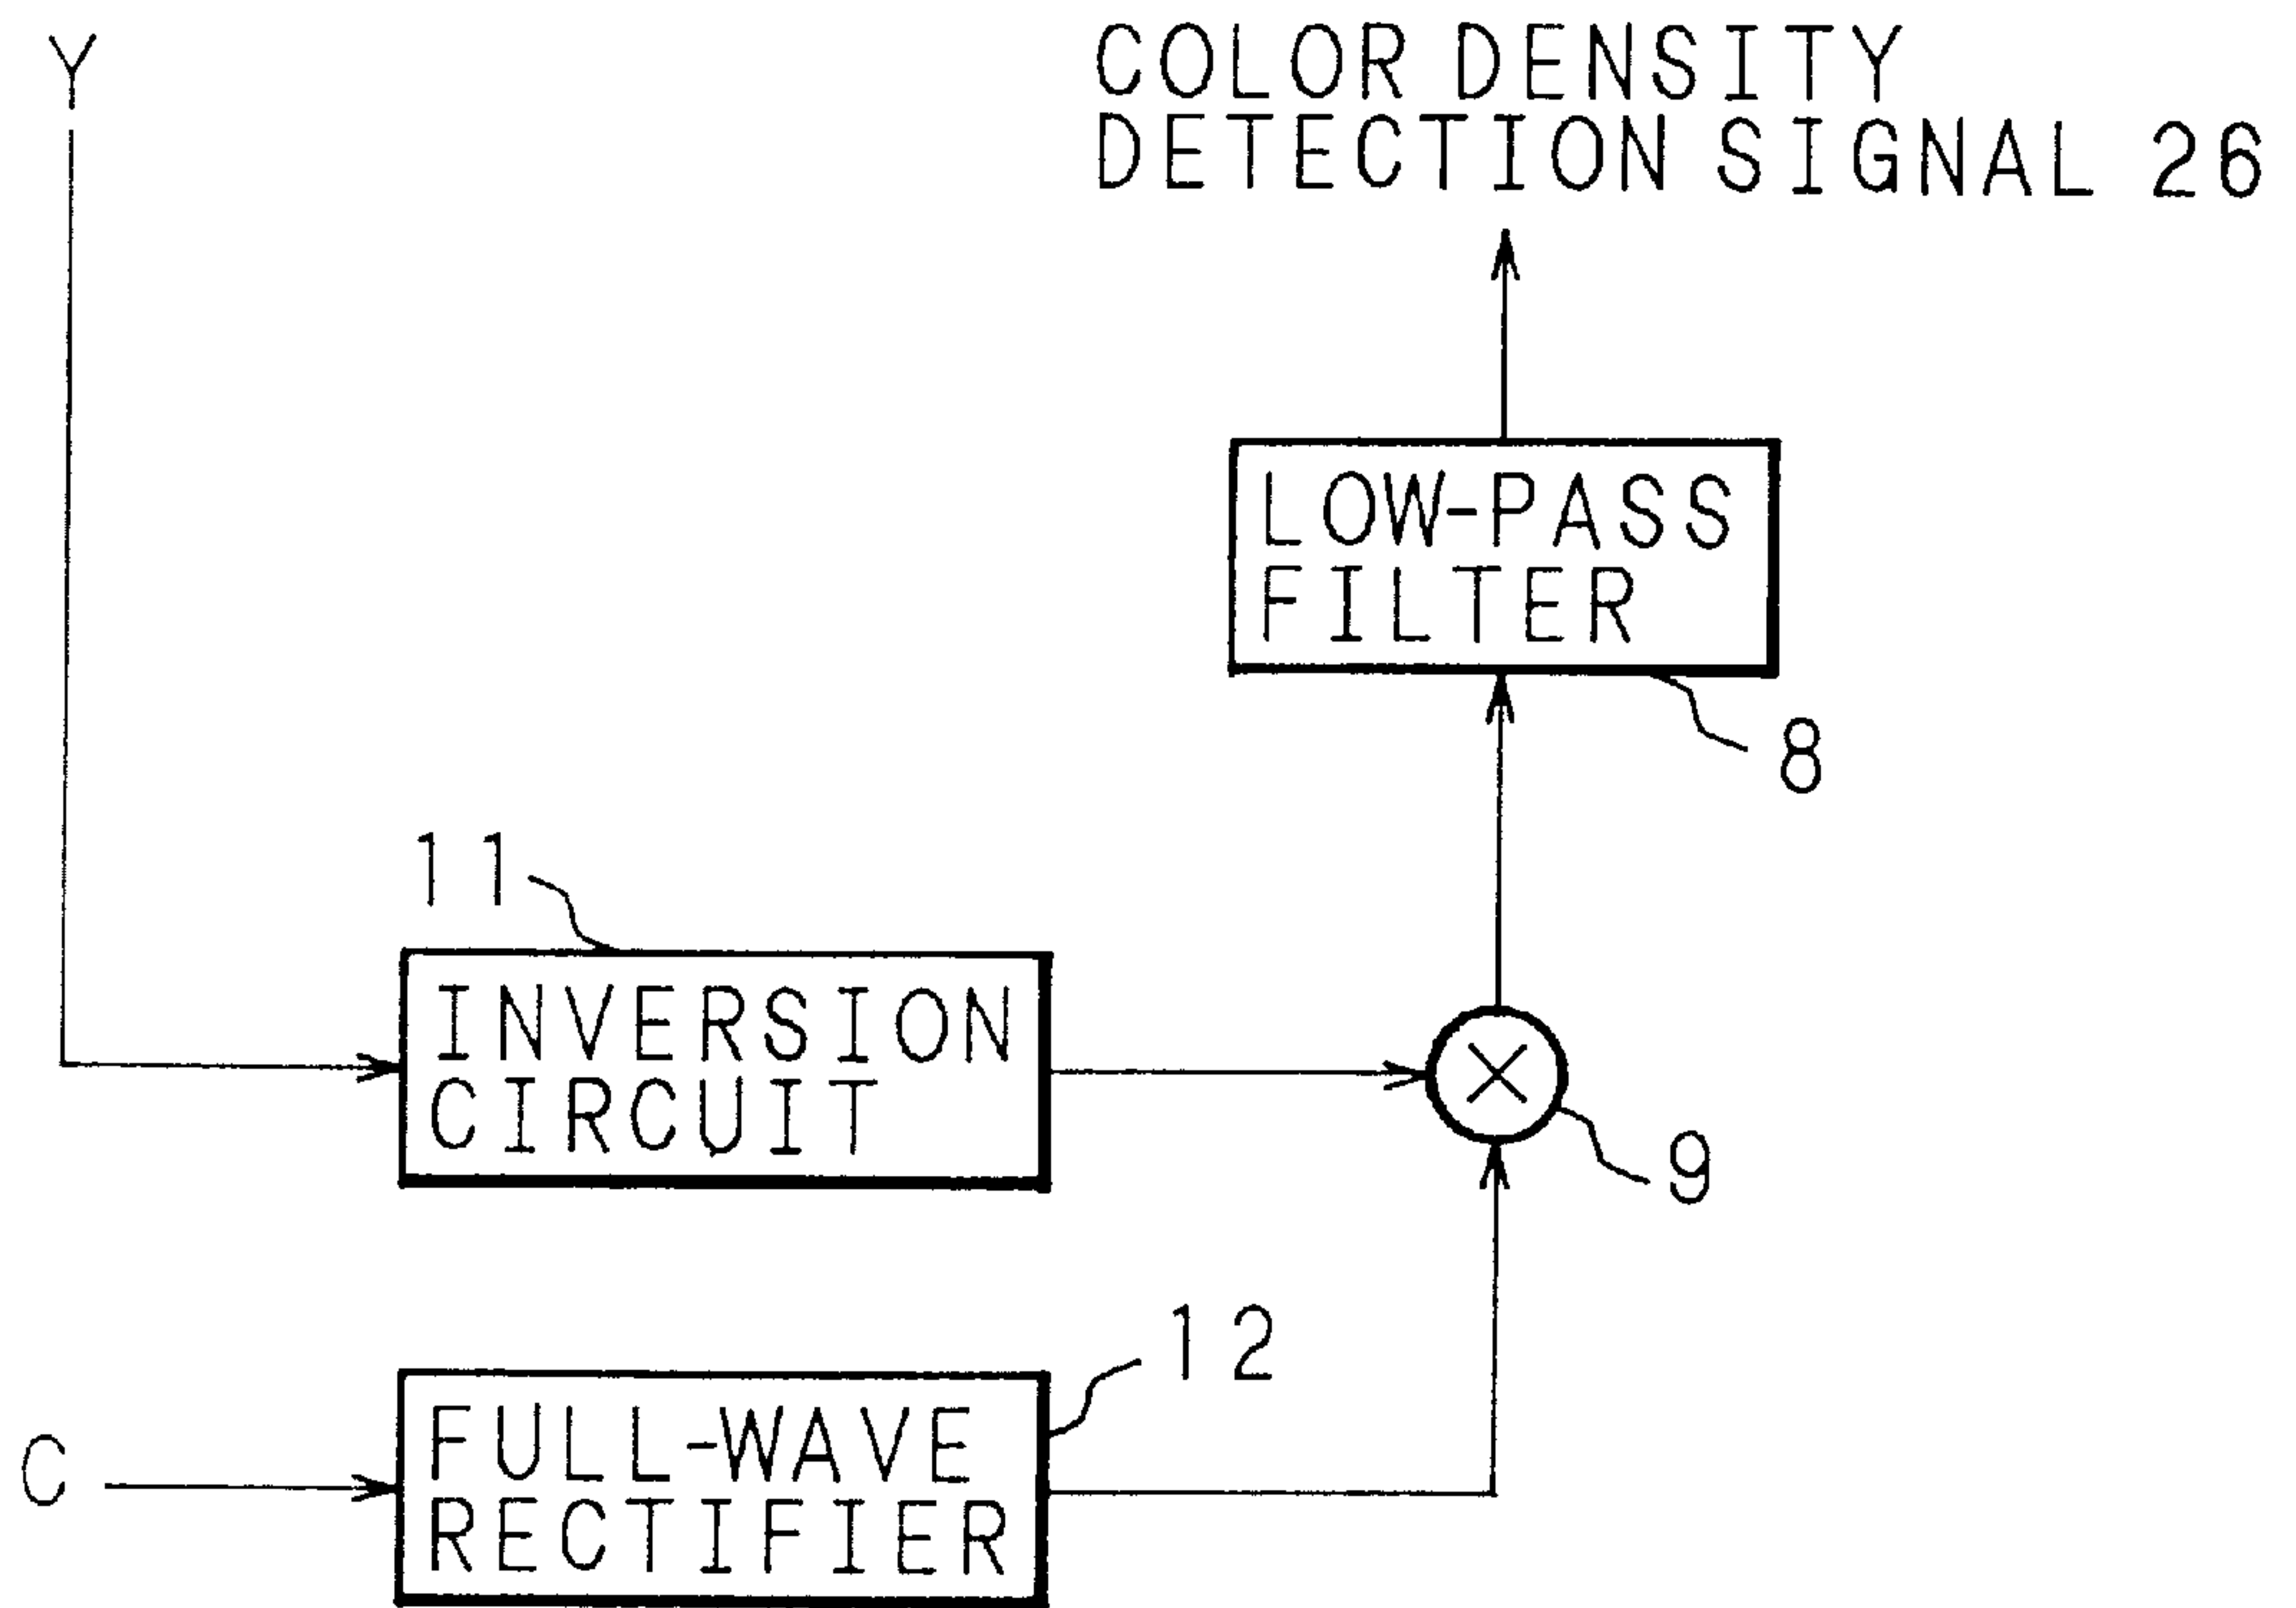 Y
COLOR DENSITY
DETECTION SIGNAL 26
LOW-PASS
FILTER
8
11
INVERSION
CIRCUIT
9
12
C
FULL-WAVE
RECTIFIER